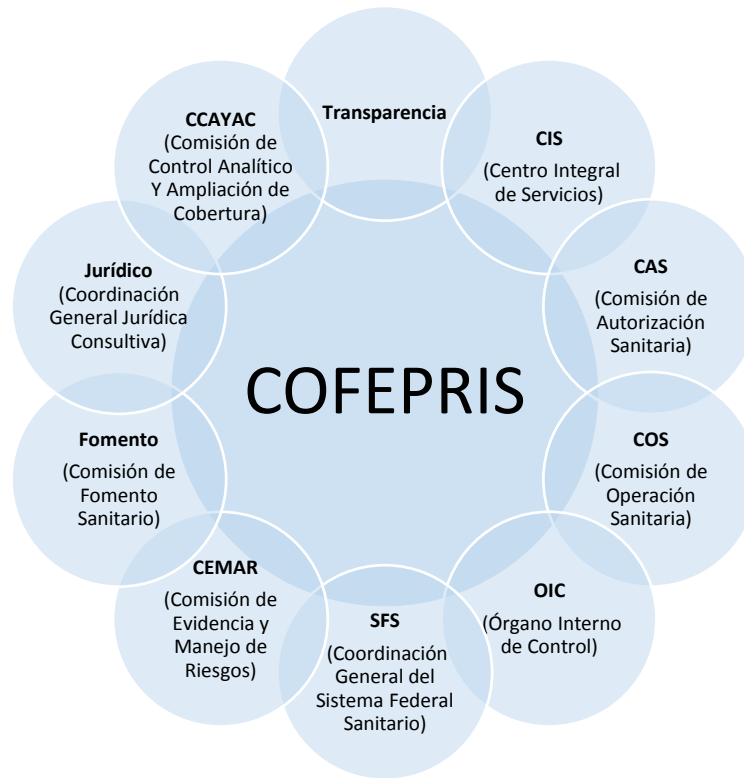 Transparencia
CIS
(Centro Integral
de Servicios)
CAS
(Comisión de
Autorización
Sanitaria)
COS
(Comisión de
Operación
Sanitaria)
OIC
(Órgano Interno
de Control)
SFS
(Coordinación
General del
Sistema Federal
Sanitario)
CEMAR
(Comisión de
Evidencia y
Manejo de
Riesgos)
Fomento
(Comisión de
Fomento
Sanitario)
Jurídico
(Coordinación
General Jurídica
Consultiva)
CCAYAC
(Comisión de
Control Analítico
Y Ampliación de
Cobertura)
COFEPRIS